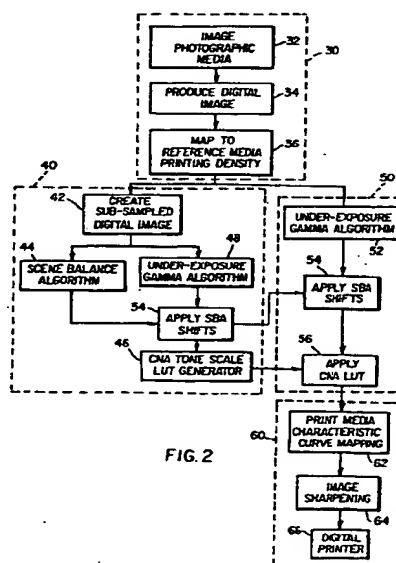 IMAGE
PHOTOGRAPHIC
MEDIA
32
30
PRODUCE DIGITAL
IMAGE
34
MAP TO
REFERENCE MEDIA
PRINTING DENSITY
36
40
50
42
CREATE
SUB-SAMPLED
DIGITAL IMAGE
UNDER-EXPOSURE
GAMMA ALGORITHM
52
44
48
SCENE BALANCE
ALGORITHM
UNDER-EXPOSURE
GAMMA ALGORITHM
54
APPLY SBA
SHIFTS
54
APPLY SBA
SHIFTS
46
CNA TONE SCALE
LUT GENERATOR
56
APPLY
CNA LUT
60
PRINT MEDIA
CHARACTERISTIC
CURVE MAPPING
62
FIG. 2
IMAGE
SHARPENING
64
66
DIGITAL
PRINTER